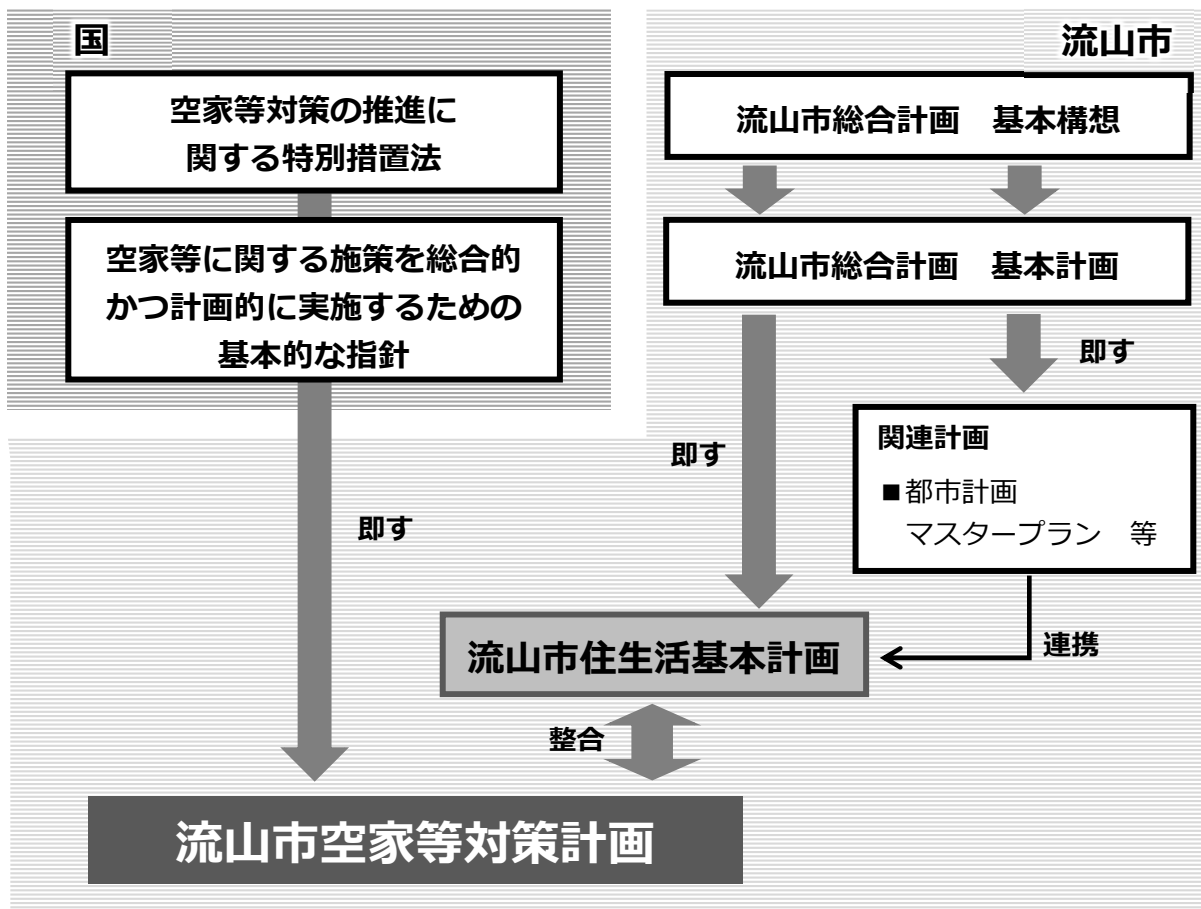 国
空家等対策の推進に
関する特別措置法
空家等に関する施策を総合的
かつ計画的に実施するための
基本的な指針
即す
流山市
流山市総合計画　基本構想
流山市総合計画　基本計画
即す
即す
関連計画
■都市計画
マスタープラン　等
連携
流山市住生活基本計画
整合
流山市空家等対策計画